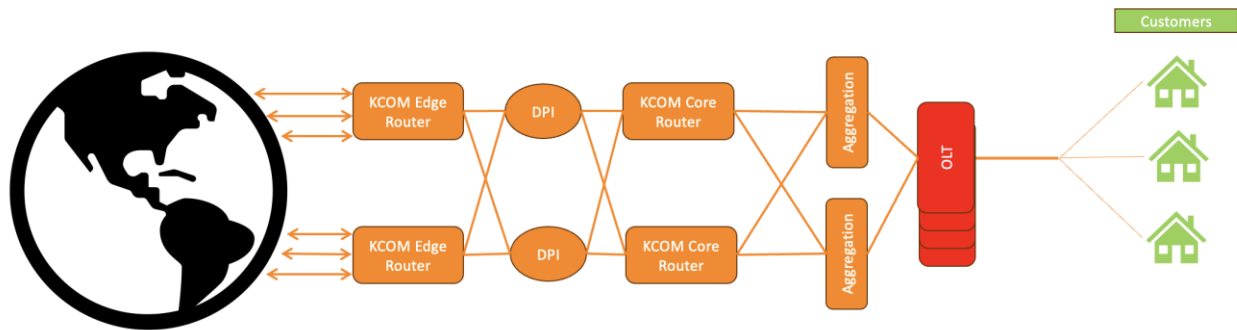 Customers
KCOM Edge
Router
DPI
KCOM Core
Router
Aggregation
OLT
KCOM Edge
Router
DPI
KCOM Core
Router
Aggregation